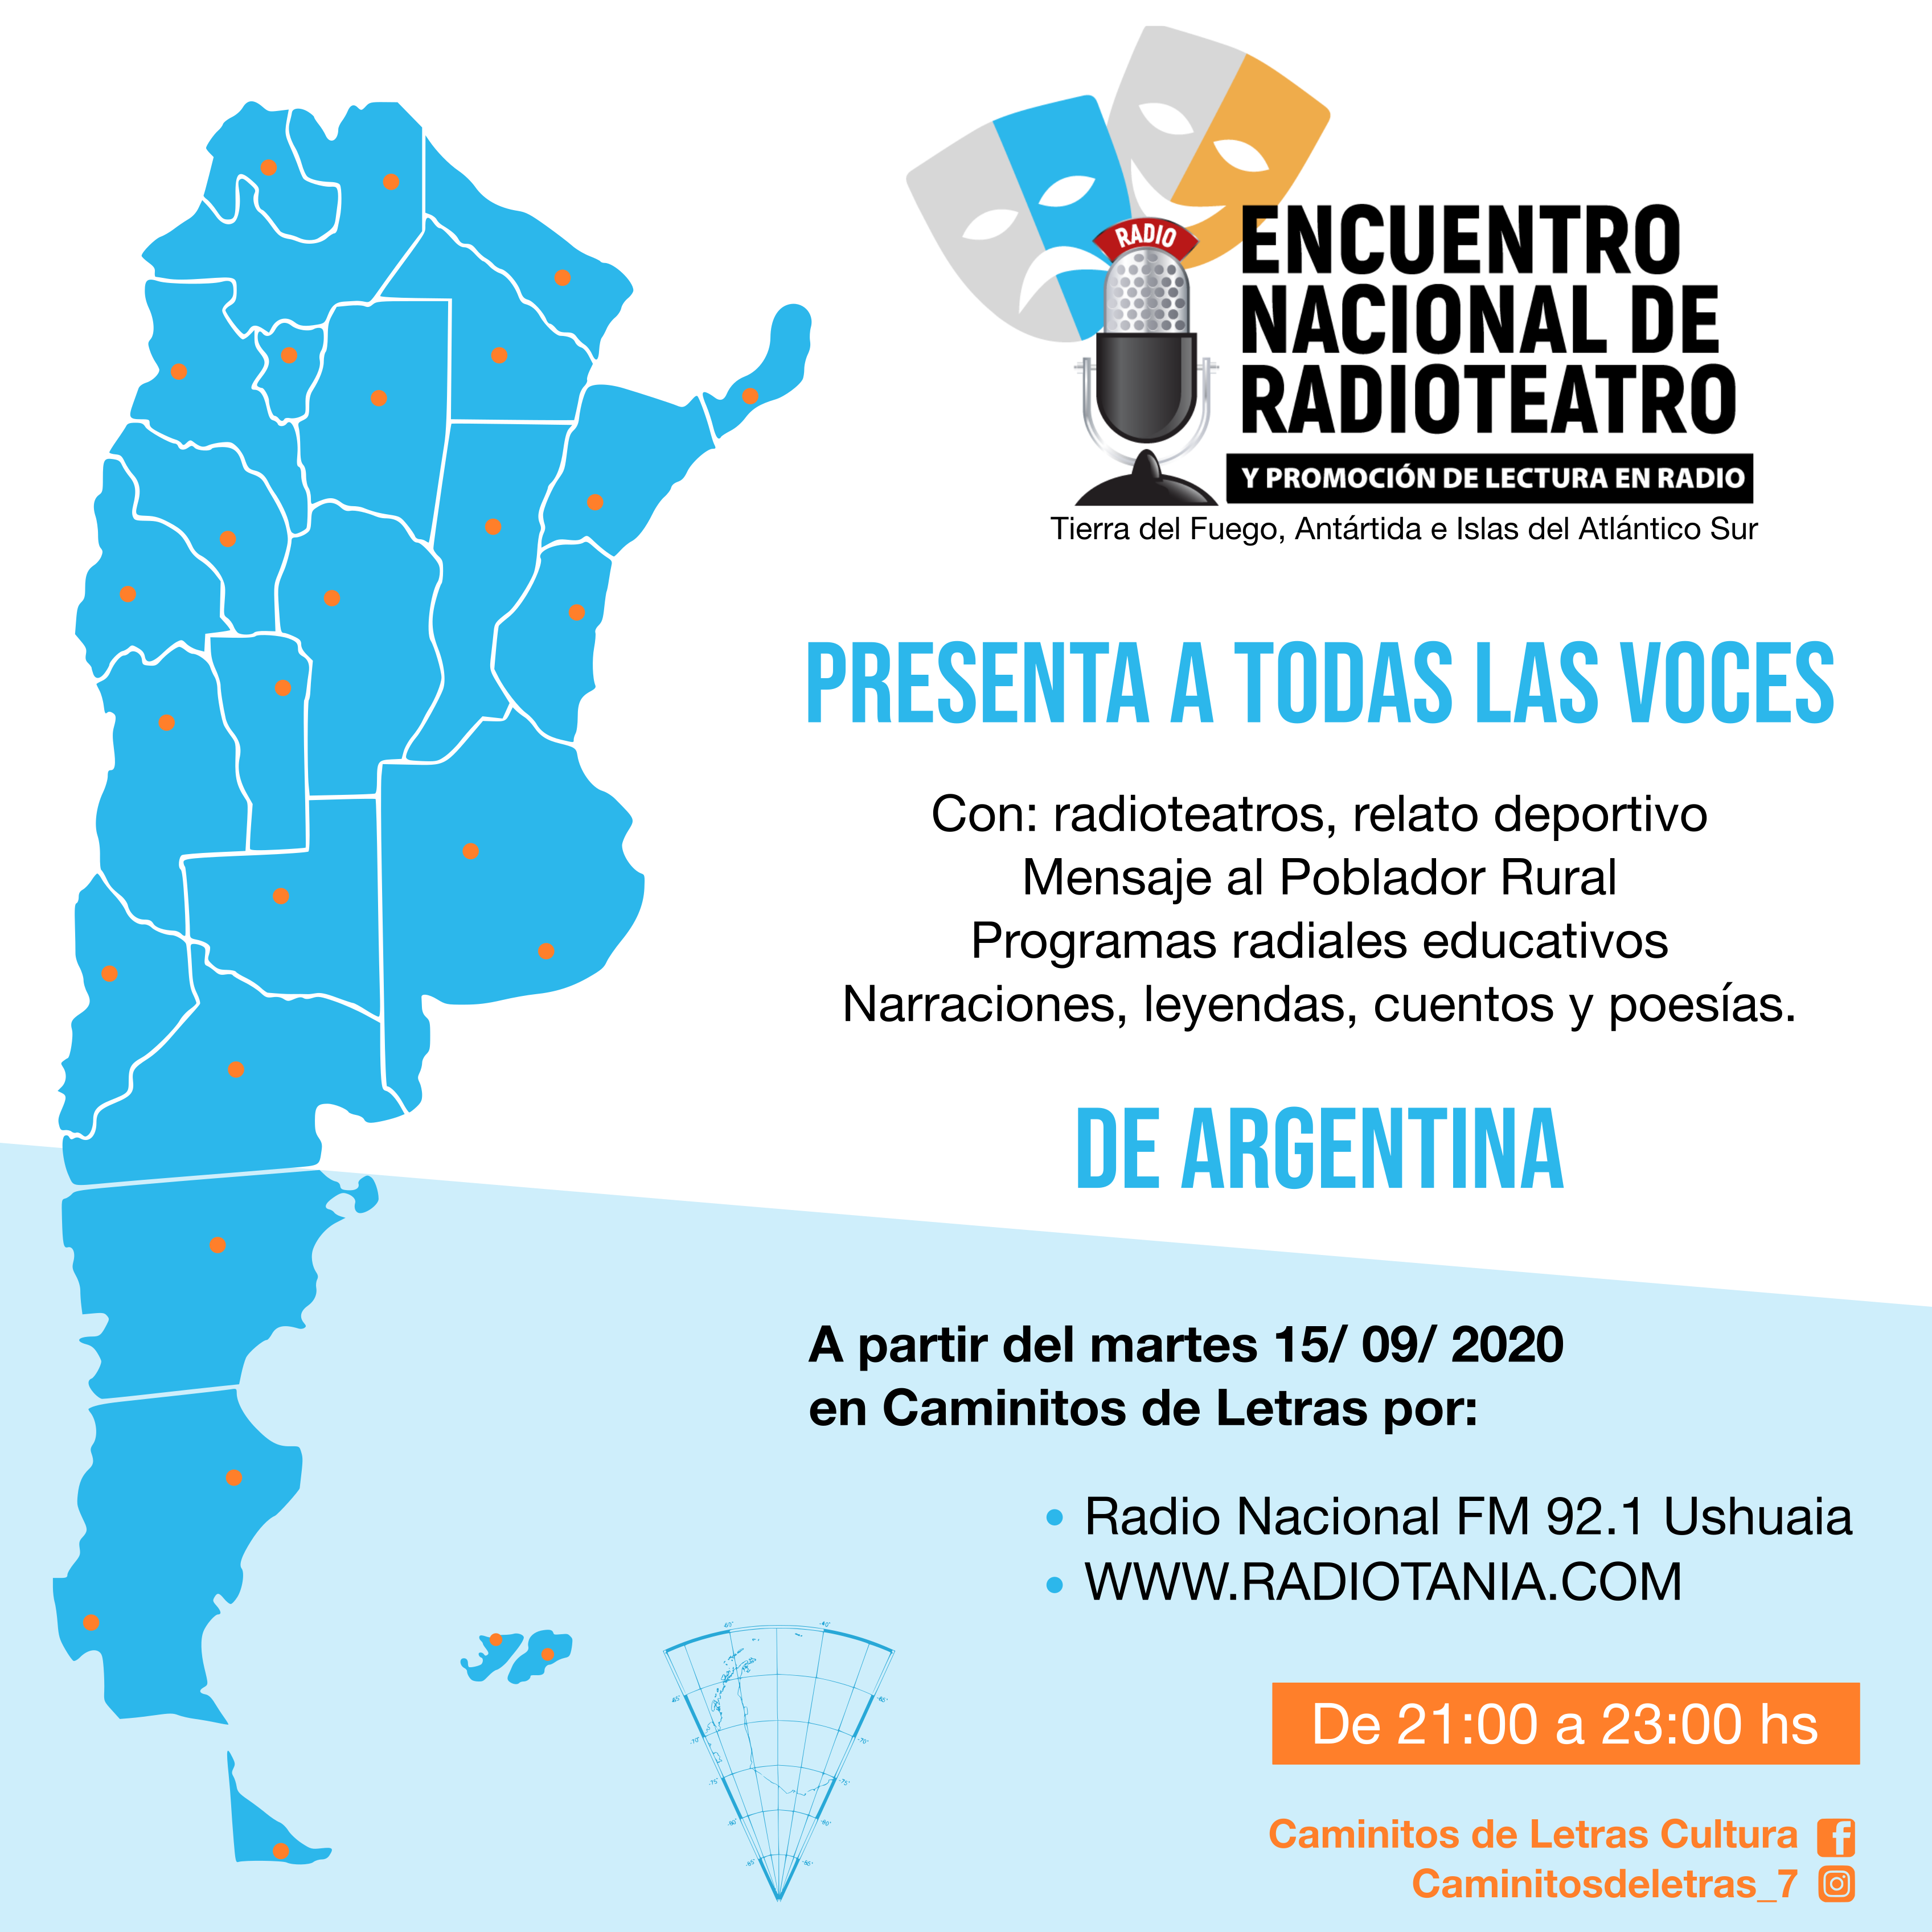 RADIO
ENCUENTRO
NACIONAL DE
RADIOTEATRO
Y PROMOCIÓN DE LECTURA EN RADIO
Tierra del Fuego, Antártida e Islas del Atlántico Sur
PRESENTA A TODAS LAS VOCES
Con: radioteatros, relato deportivo
Mensaje al Poblador Rural
Programas radiales educativos
Narraciones, leyendas, cuentos y poesías.
DE ARGENTINA
A partir del martes 15/ 09/ 2020
en Caminitos de Letras por:
• Radio Nacional FM 92.1 Ushuaia
• WWW.RADIOTANIA.COM
De 21:00 a 23:00 hs
Caminitos de Letras Cultura
Caminitosdeletras_7